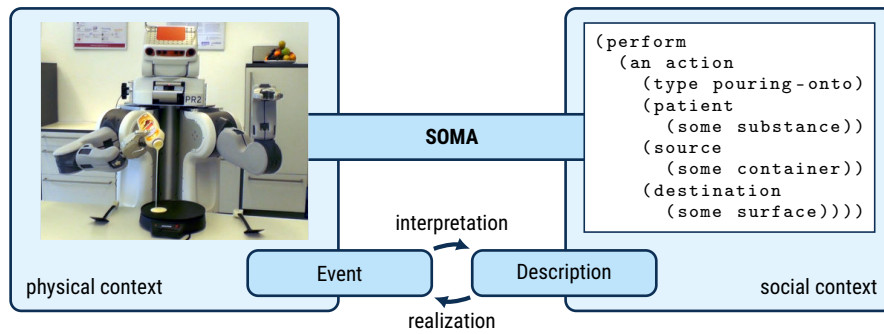 PR2
SOMA
(perform
(an action
(type pouring-onto)
(patient
(some substance))
(source
(some container))
(destination
(some surface))))
interpretation
Event
Description
physical context
social context
realization